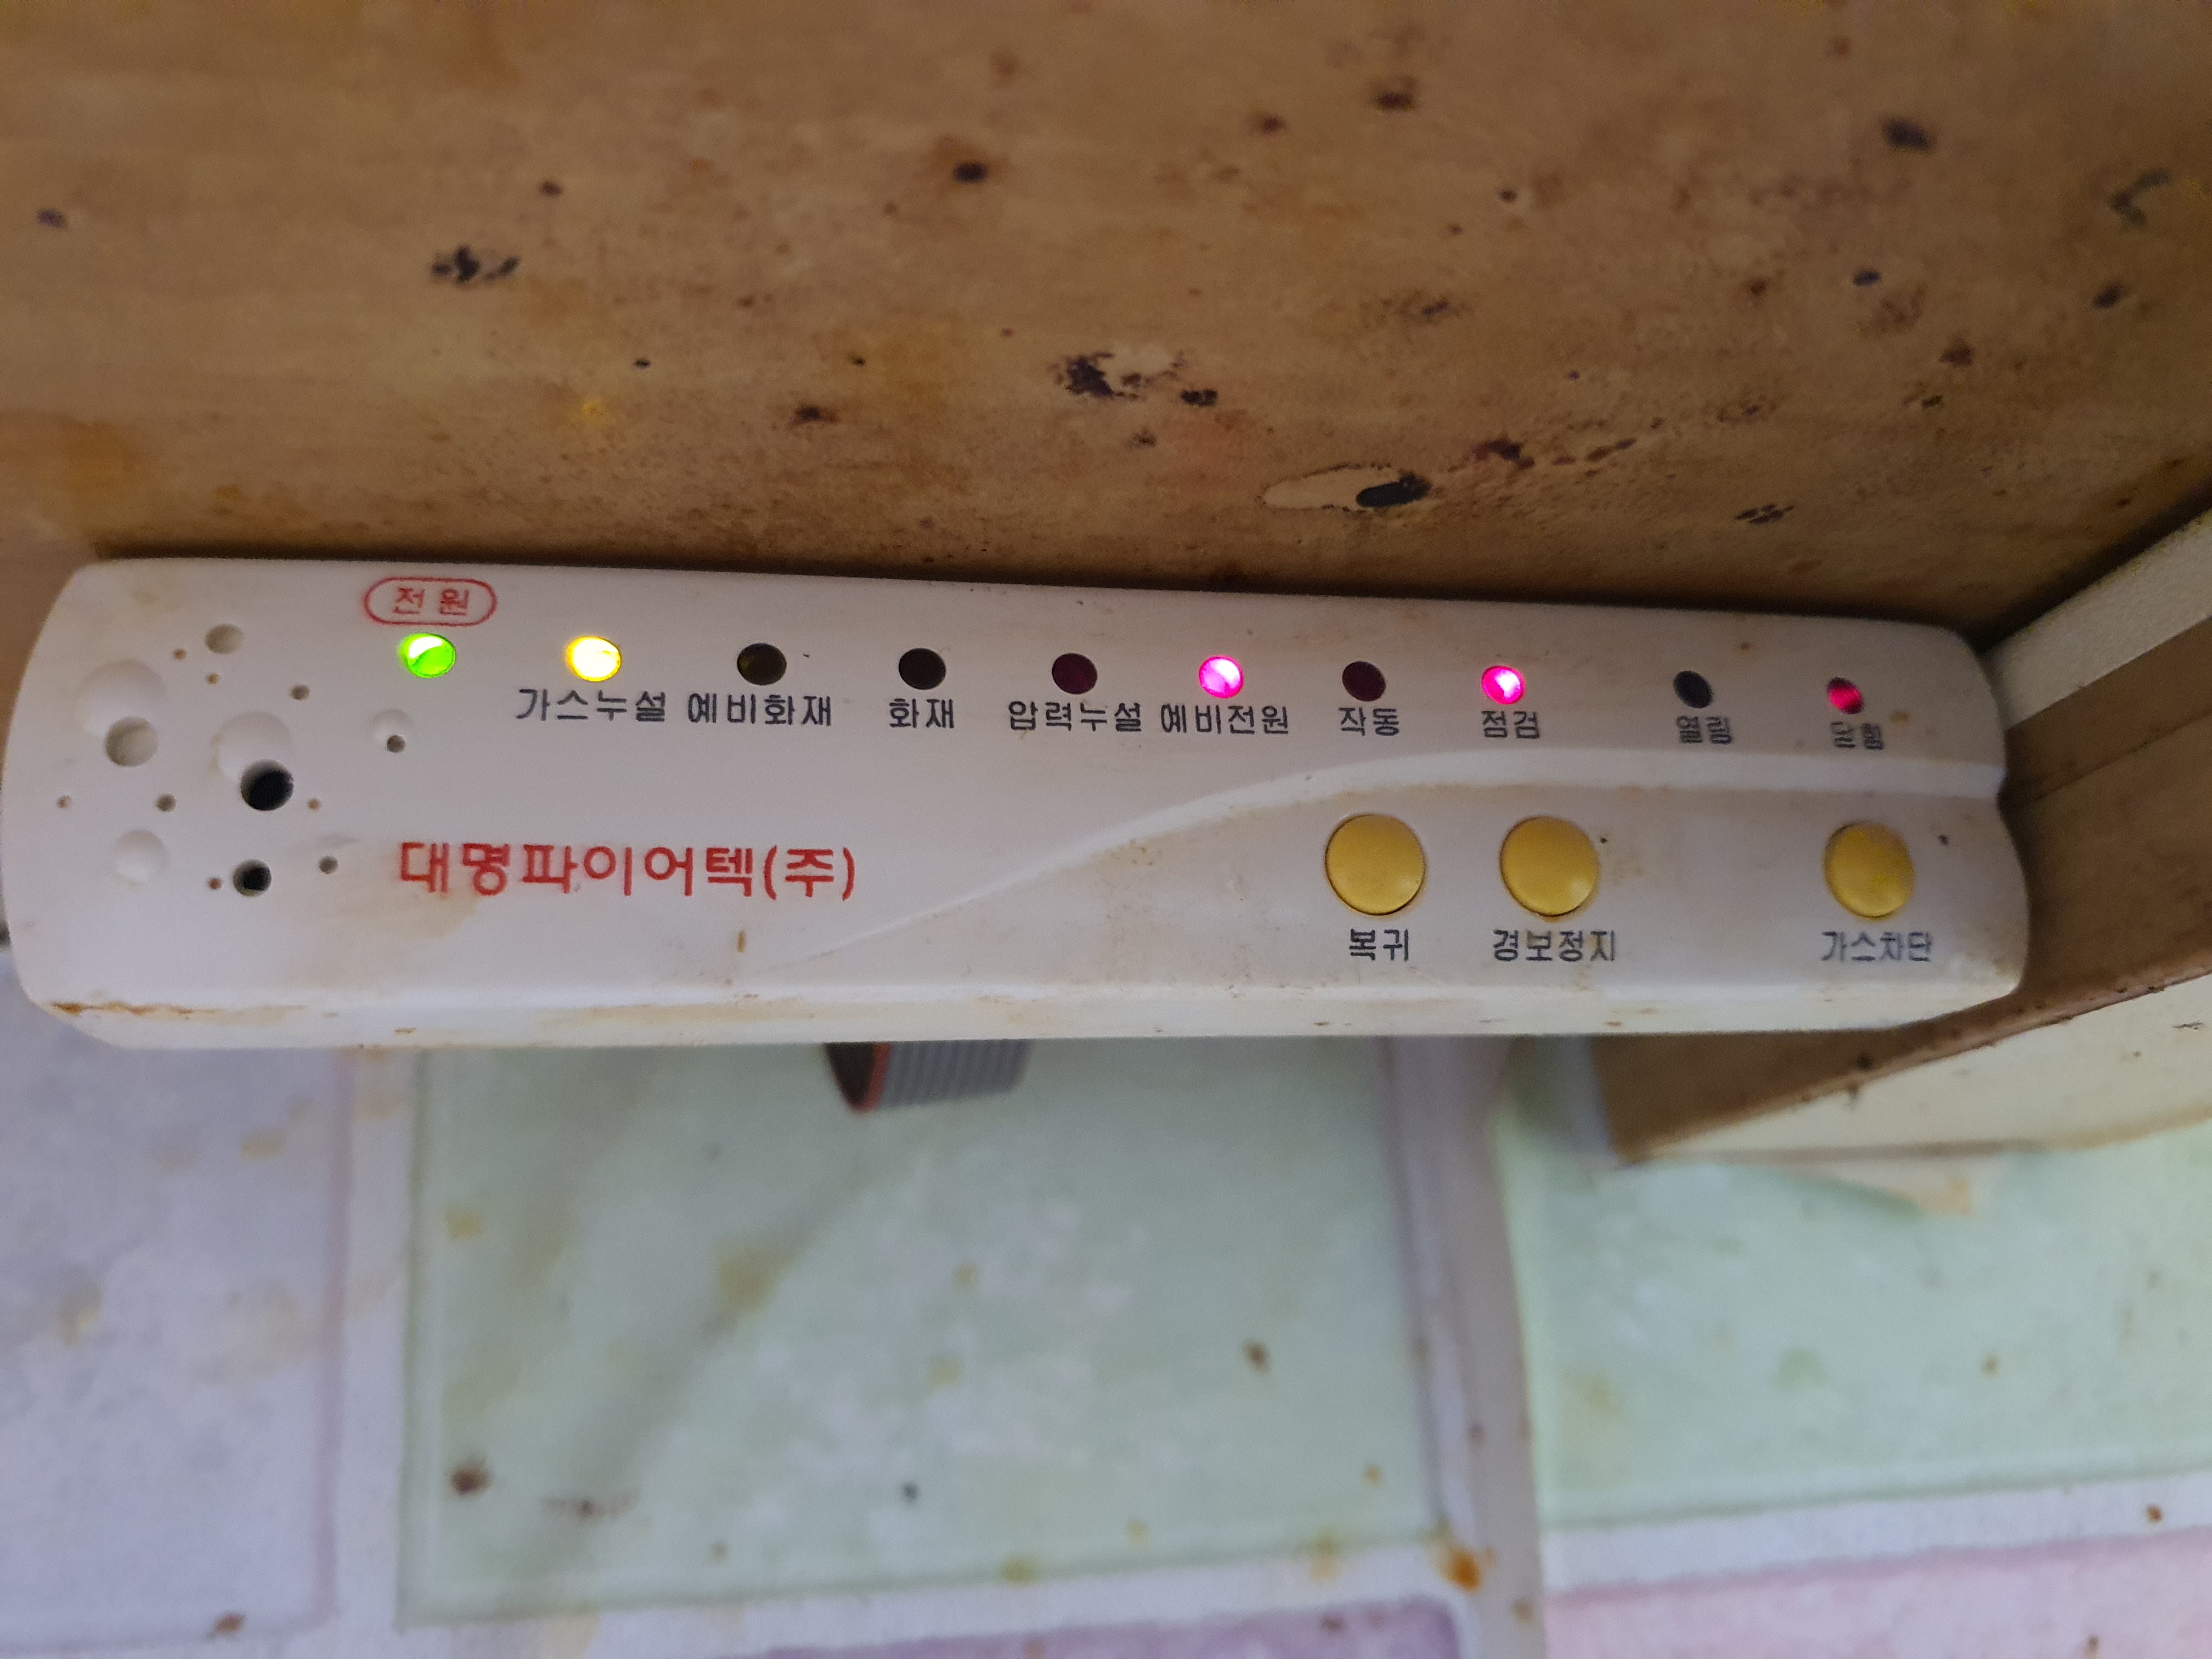 전원
가스누설 예비화재 화재 압력누설 예비전원 작동 점검 열림
대명파이어텍(주)
복귀 경보정지 가스차단